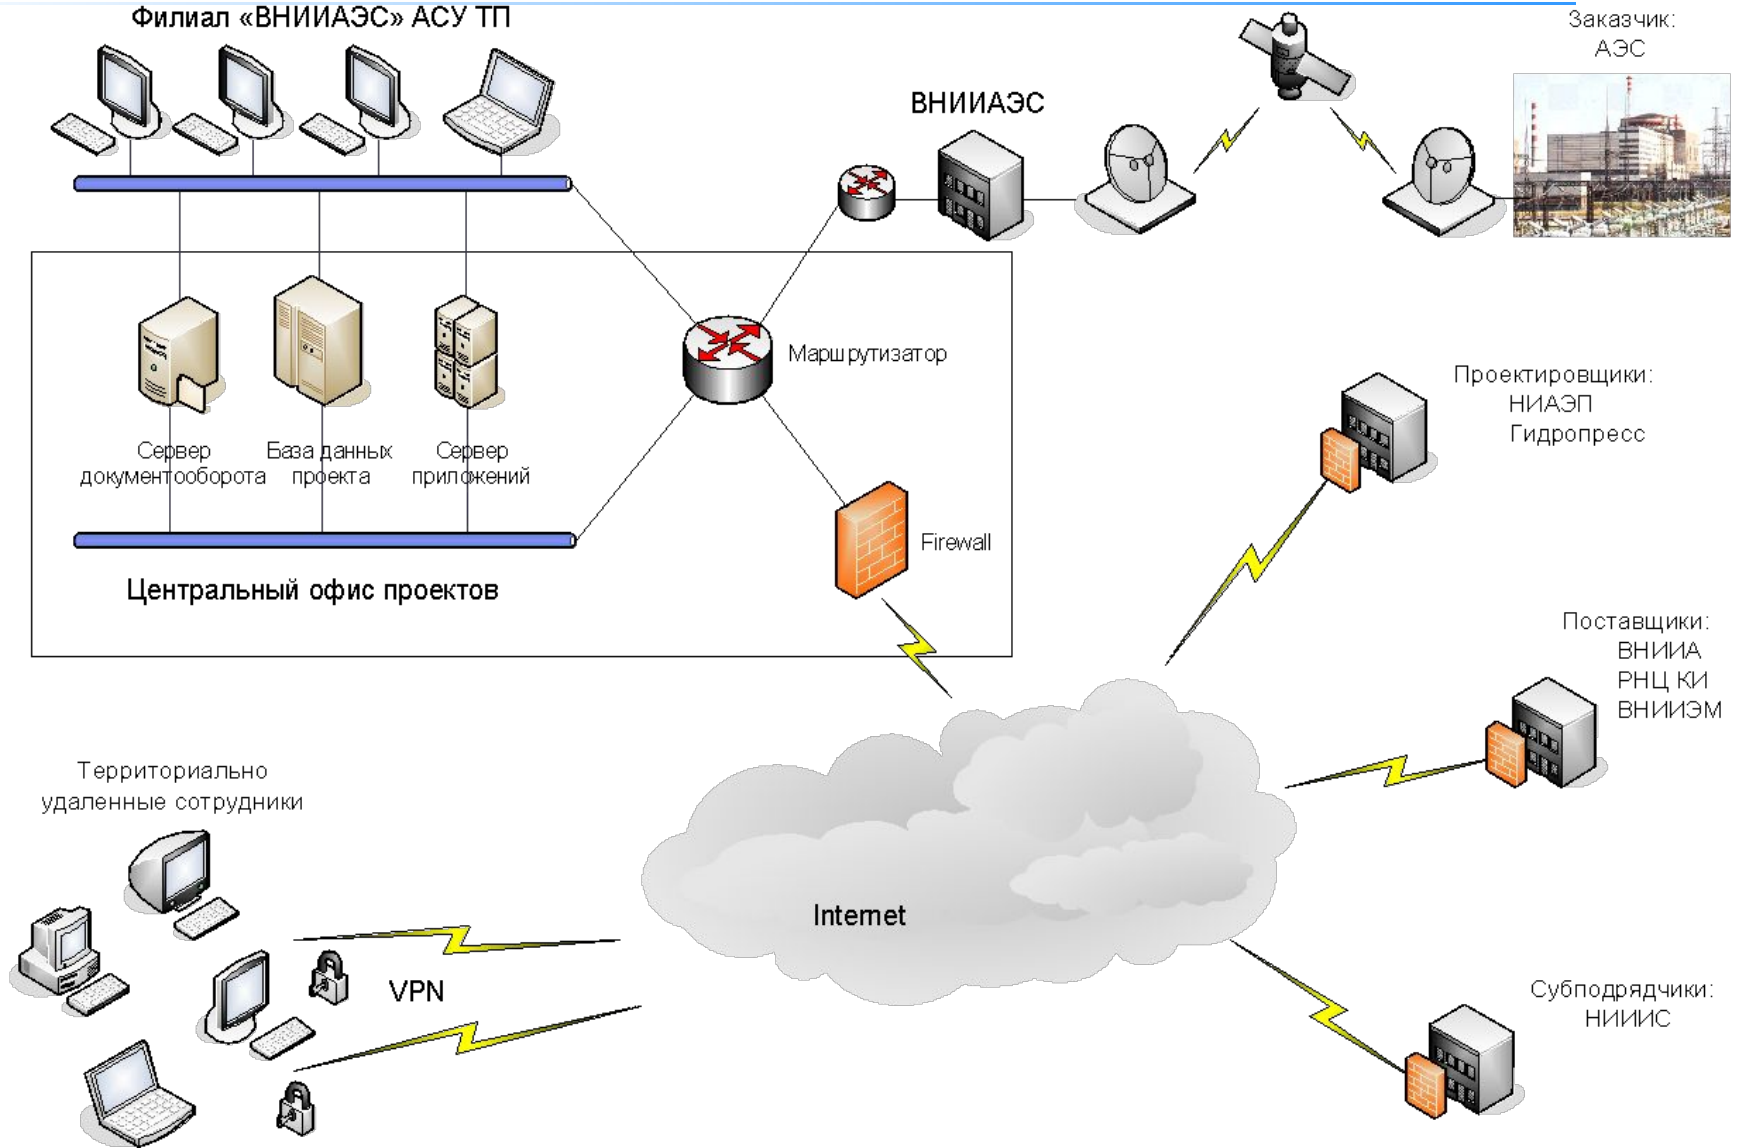 Филиал «ВНИИАЭС» АСУ ТП
Заказчик:
АЭС
ВНИИАЭС
Маршрутизатор
Сервер
документооборота
База данных
проекта
Сервер
приложений
Firewall
Центральный офис проектов
Проектировщики:
НИАЭП
Гидропресс
Поставщики:
ВНИИА
РНЦ КИ
ВНИИЭМ
Территориально
удаленные сотрудники
Internet
VPN
Субподрядчики:
НИИИС